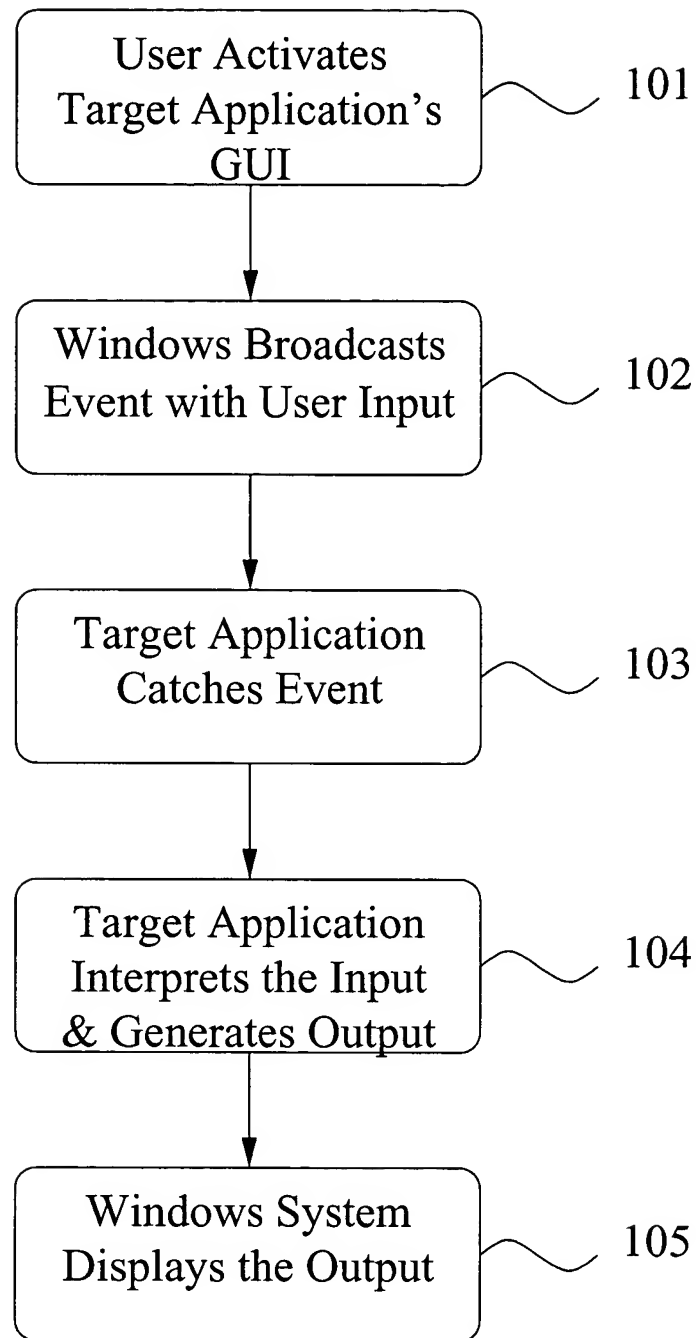 User Activates
Target Application's
GUI
101
Windows Broadcasts
Event with User Input
102
Target Application
Catches Event
103
Target Application
Interprets the Input
& Generates Output
104
Windows System
Displays the Output
105